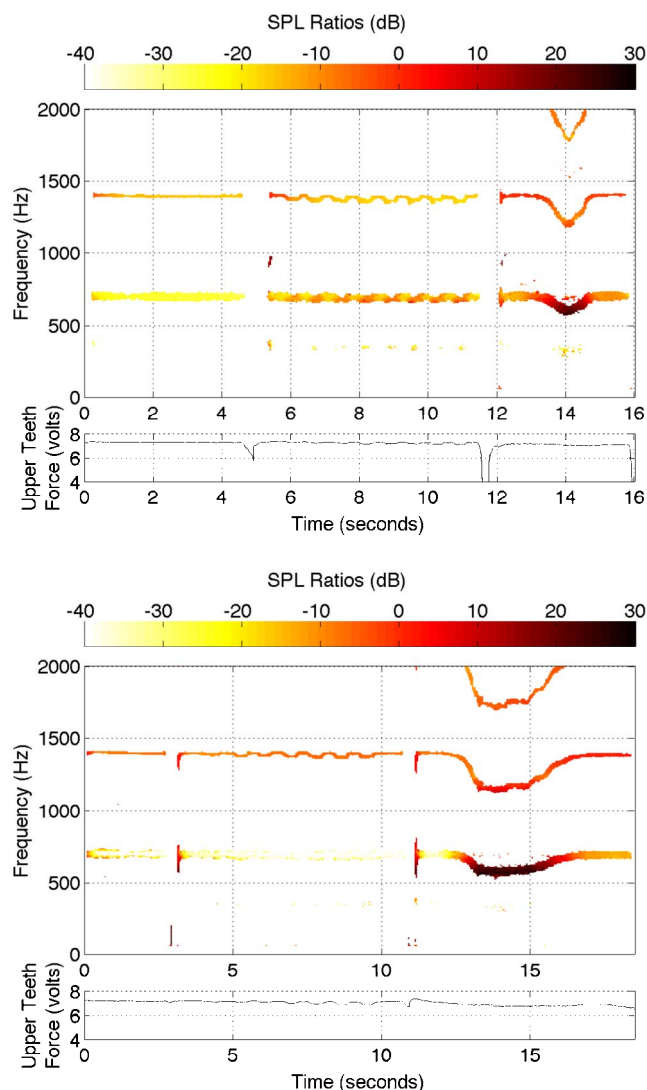 SPL Ratios (dB)
-40 -30 -20 -10 0 10 20 30
2000
1500
1000
500
0
Frequency (Hz)
0 2 4 6 8 10 12 14 16
8
6
4
Upper Teeth
Force (volts)
0 2 4 6 8 10 12 14 16
Time (seconds)
SPL Ratios (dB)
-40 -30 -20 -10 0 10 20 30
2000
1500
1000
500
0
Frequency (Hz)
0 5 10 15
8
6
4
Upper Teeth
Force (volts)
0 5 10 15
Time (seconds)